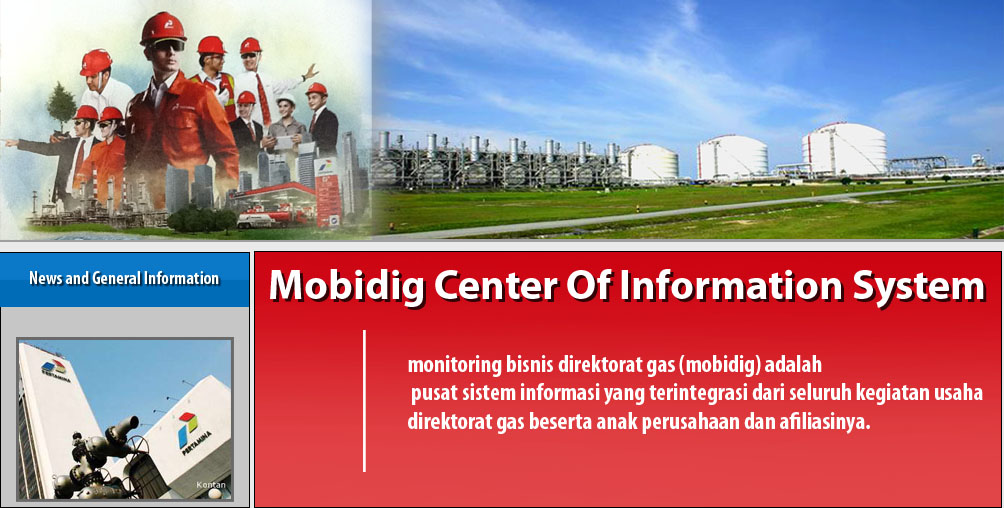 News and General Information
PERTAMINA
PERTAMINA
Kontan
Mobidig Center Of Information System
monitoring bisnis direktorat gas (mobidig) adalah
pusat sistem informasi yang terintegrasi dari seluruh kegiatan usaha
direktorat gas beserta anak perusahaan dan afiliasinya.